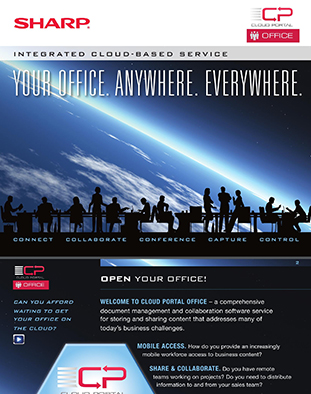 SHARP
CP
CLOUD PORTAL
OFFICE
INTEGRATED CLOUD-BASED SERVICE
YOUR OFFICE. ANYWHERE. EVERYWHERE.
CONNECT COLLABORATE CONFERENCE CAPTURE CONTROL
2
CP
CLOUD PORTAL
OFFICE
CAN YOU AFFORD
WAITING TO GET
YOUR OFFICE ON
THE CLOUD?
OPEN YOUR OFFICE!
WELCOME TO CLOUD PORTAL OFFICE – a comprehensive
document management and collaboration software service
for storing and sharing content that addresses many of
today's business challenges.
MOBILE ACCESS. How do you provide an increasingly
mobile workforce access to business content?
SHARE & COLLABORATE. Do you have remote
teams working on projects? Do you need to distribute
information to and from your sales team?
CP
CLOUD PORTAL